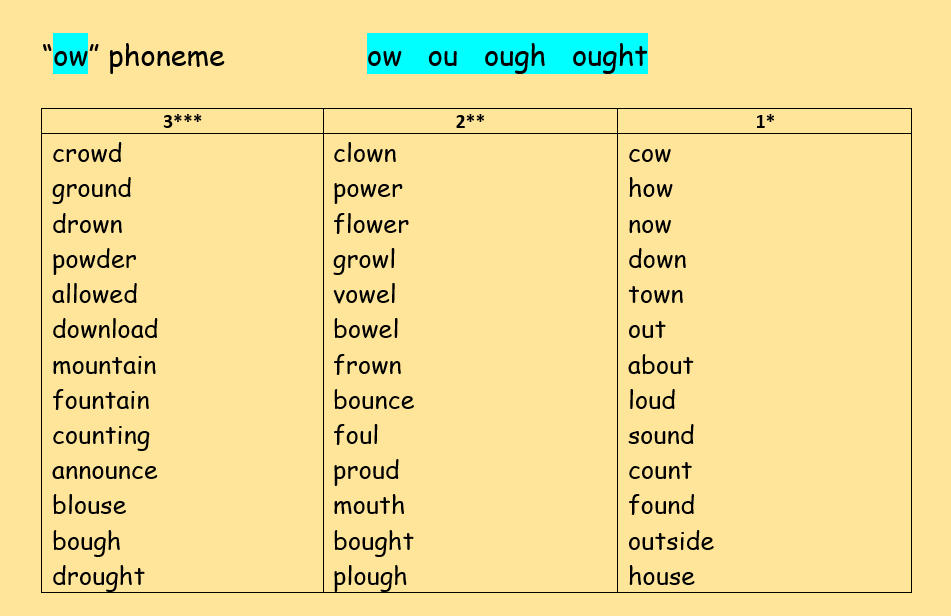 “ow” phoneme ow ou ough ought
3*** 2** 1*
crowd clown cow
ground power how
drown flower now
powder growl down
allowed vowel town
download bowel out
mountain frown about
fountain bounce loud
counting foul sound
announce proud count
blouse mouth found
bough bought outside
drought plough house